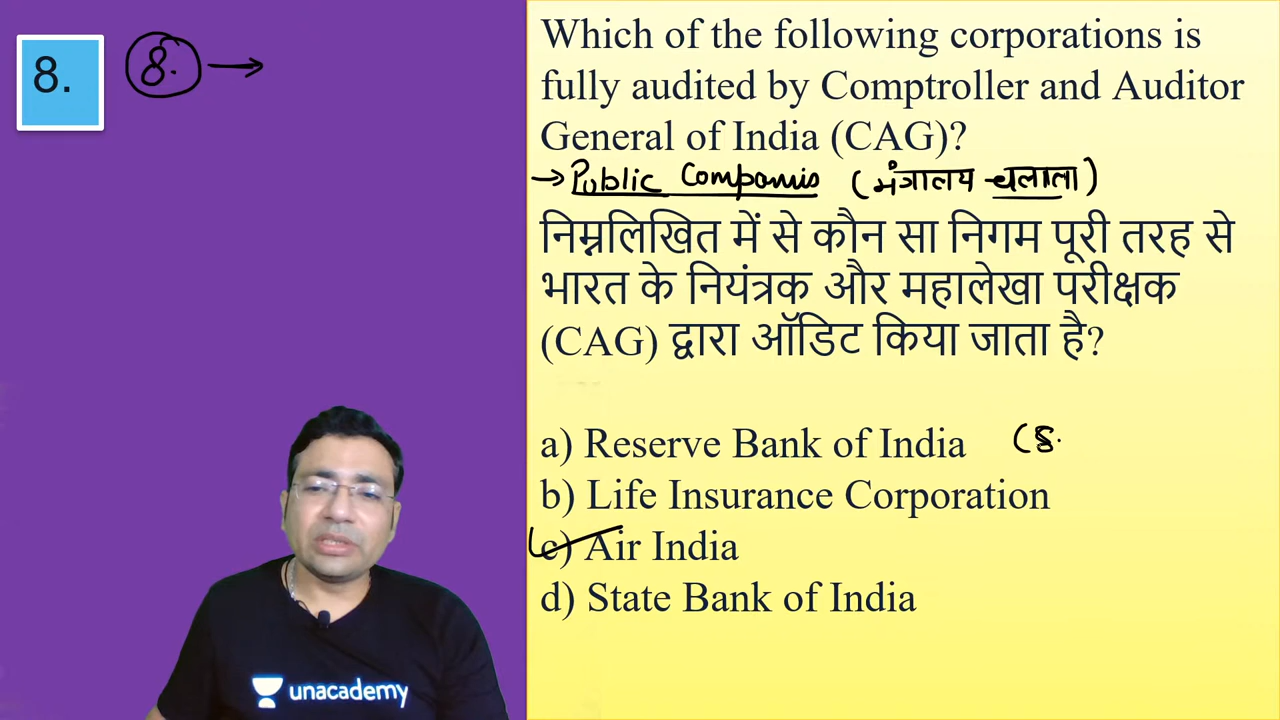 8.
8. →
Which of the following corporations is
fully audited by Comptroller and Auditor
General of India (CAG)?
→ Public Companis (मंत्रालय चलाता)
निम्नलिखित में से कौन सा निगम पूरी तरह से
भारत के नियंत्रक और महालेखा परीक्षक
(CAG) द्वारा ऑडिट किया जाता है?
a) Reserve Bank of India
b) Life Insurance Corporation
c) Air India
d) State Bank of India
unacademy